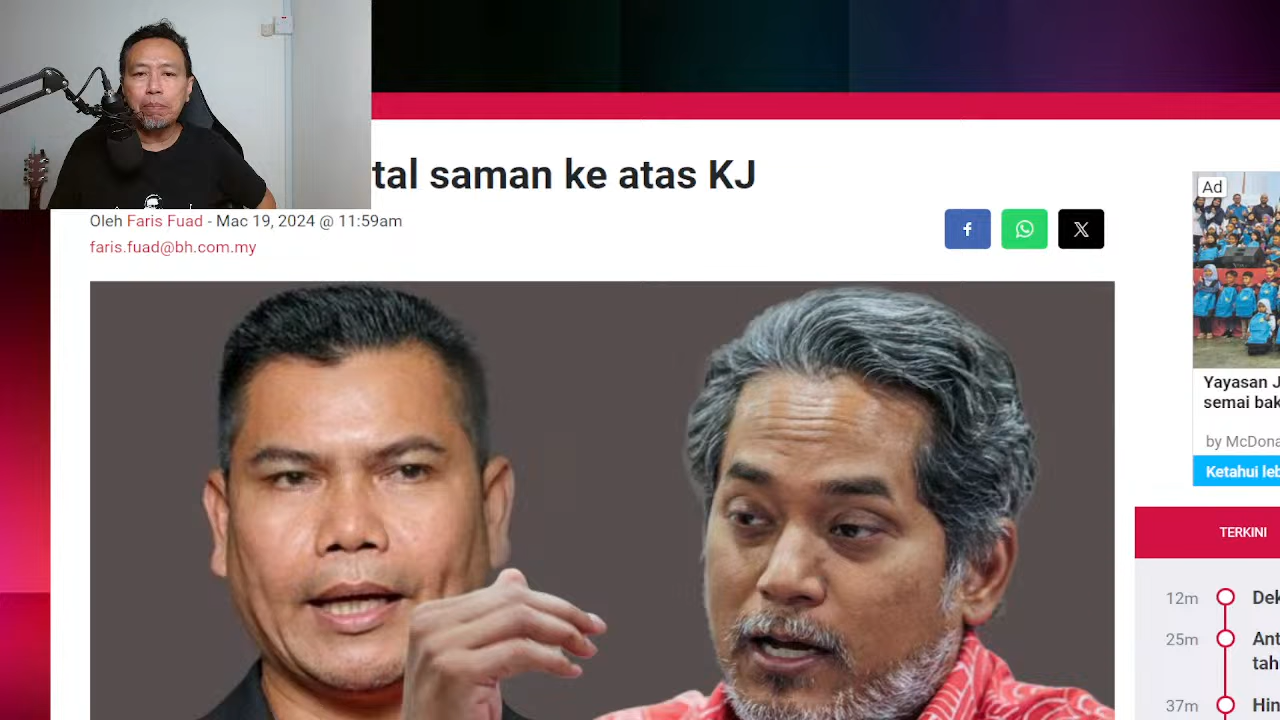 tal saman ke atas KJ
Oleh Faris Fuad - Mac 19, 2024 @ 11:59am
faris.fuad@bh.com.my
Ad
Yayasan J
semai bak
by McDona
Ketahui leb
TERKINI
12m Dek
25m Ant
tah
37m Hin